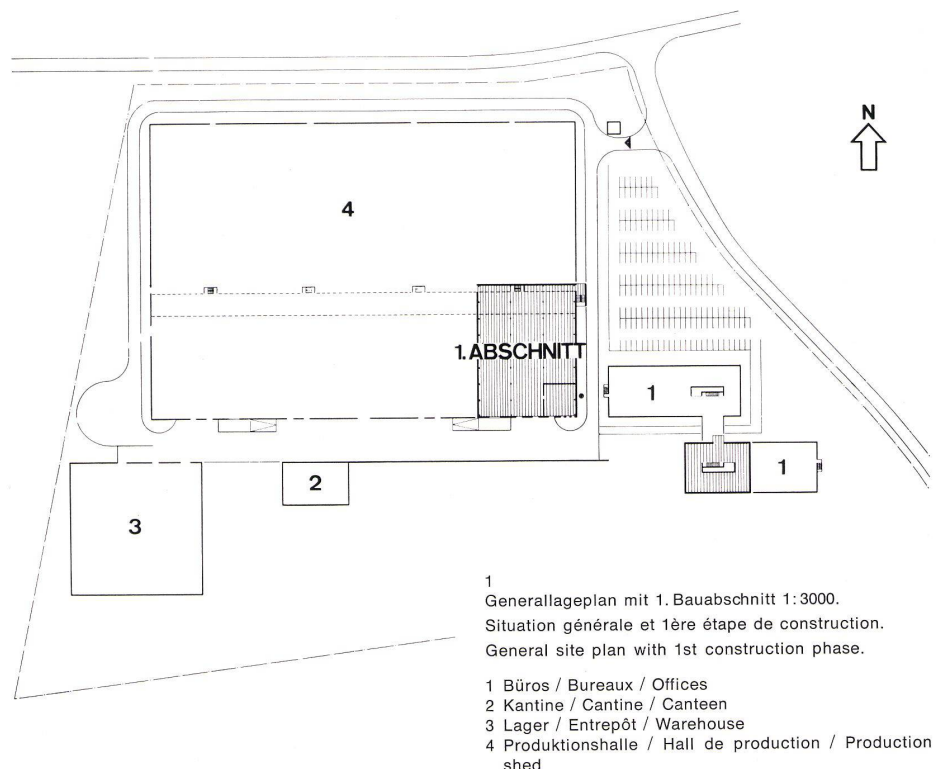 N
4
1. ABSCHNITT
1
1
2
3
1
Generallageplan mit 1. Bauabschnitt 1:3000.
Situation générale et 1ère étape de construction.
General site plan with 1st construction phase.
1 Büros / Bureaux / Offices
2 Kantine / Cantine / Canteen
3 Lager / Entrepôt / Warehouse
4 Produktionshalle / Hall de production / Production
shed